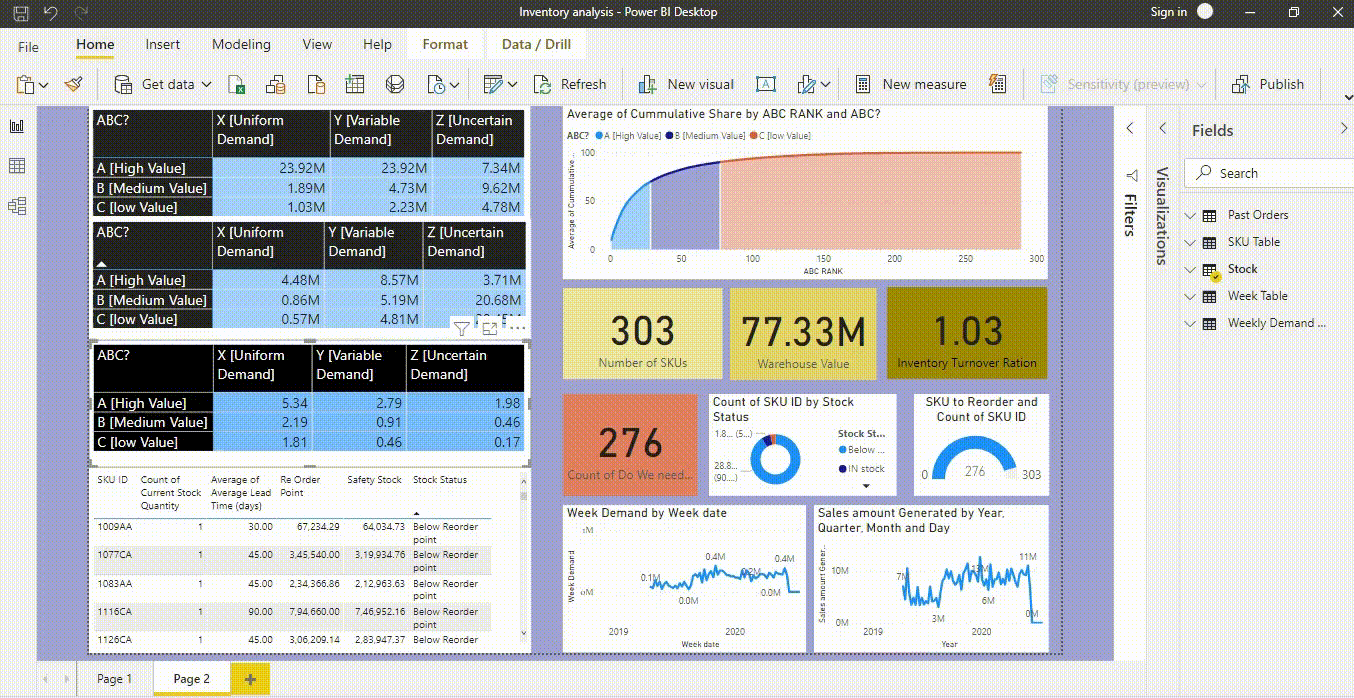 Inventory analysis - Power BI Desktop
Sign in
File Home Insert Modeling View Help Format Data / Drill
Get data Refresh New visual New measure Sensitivity (preview) Publish
ABC? X [Uniform Demand] Y [Variable Demand] Z [Uncertain Demand]
A [High Value] 23.92M 23.92M 7.34M
B [Medium Value] 1.89M 4.73M 9.62M
C [low Value] 1.03M 2.23M 4.78M
ABC? X [Uniform Demand] Y [Variable Demand] Z [Uncertain Demand]
A [High Value] 4.48M 8.57M 3.71M
B [Medium Value] 0.86M 5.19M 20.68M
C [low Value] 0.57M 4.81M
ABC? X [Uniform Demand] Y [Variable Demand] Z [Uncertain Demand]
A [High Value] 5.34 2.79 1.98
B [Medium Value] 2.19 0.91 0.46
C [low Value] 1.81 0.46 0.17
SKU ID Count of Current Stock Quantity Average of Average Lead Time (days) Re Order Point Safety Stock Stock Status
1009AA 1 30.00 67,234.29 64,034.73 Below Reorder point
1077CA 1 45.00 3,45,540.00 3,19,934.76 Below Reorder point
1083AA 1 45.00 2,34,366.86 2,12,963.63 Below Reorder point
1116CA 1 90.00 7,94,660.00 7,46,952.16 Below Reorder point
1126CA 1 45.00 3,06,209.14 2,83,947.37 Below Reorder
Average of Cummulative Share by ABC RANK and ABC?
ABC? A [High Value] B [Medium Value] C [low Value]
Average of Cummulative...
100
50
0
0 50 100 150 200 250 300
ABC RANK
303
Number of SKUs
77.33M
Warehouse Value
1.03
Inventory Turnover Ration
276
Count of Do We need...
Count of SKU ID by Stock Status
1.8... (5...)
28.8... (90....)
Stock St...
Below ...
IN stock
SKU to Reorder and Count of SKU ID
0 276 303
Week Demand by Week date
Week Demand
1M
0M
0.1M 0.0M 0.4M 0.2M 0.4M 0.0M
2019 2020
Week date
Sales amount Generated by Year, Quarter, Month and Day
Sales amount Gener...
10M
0M
3M 6M 11M 0M
2019 2020
Year
Filters
Visualizations
Fields
Search
Past Orders
SKU Table
Stock
Week Table
Weekly Demand ...
Page 1 Page 2